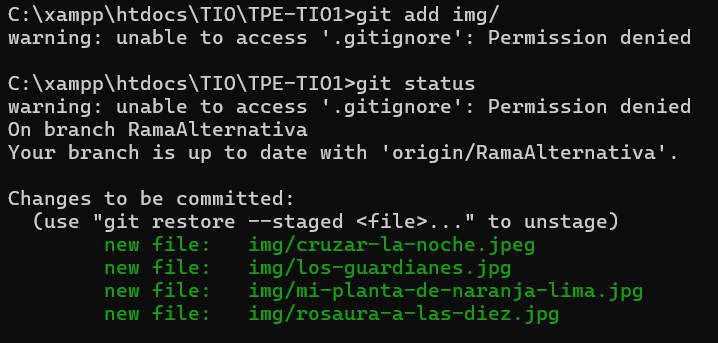 C:\xampp\htdocs\TIO\TPE-TIO1>git add img/
warning: unable to access '.gitignore': Permission denied
C:\xampp\htdocs\TIO\TPE-TIO1>git status
warning: unable to access '.gitignore': Permission denied
On branch RamaAlternativa
Your branch is up to date with 'origin/RamaAlternativa'.
Changes to be committed:
  (use "git restore --staged <file>..." to unstage)
        new file:   img/cruzar-la-noche.jpeg
        new file:   img/los-guardianes.jpg
        new file:   img/mi-planta-de-naranja-lima.jpg
        new file:   img/rosaura-a-las-diez.jpg